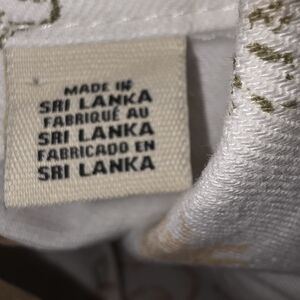 MADE IN
SRI LANKA
FABRIQUÉ AU
SRI LANKA
FABRICADO EN
SRI LANKA